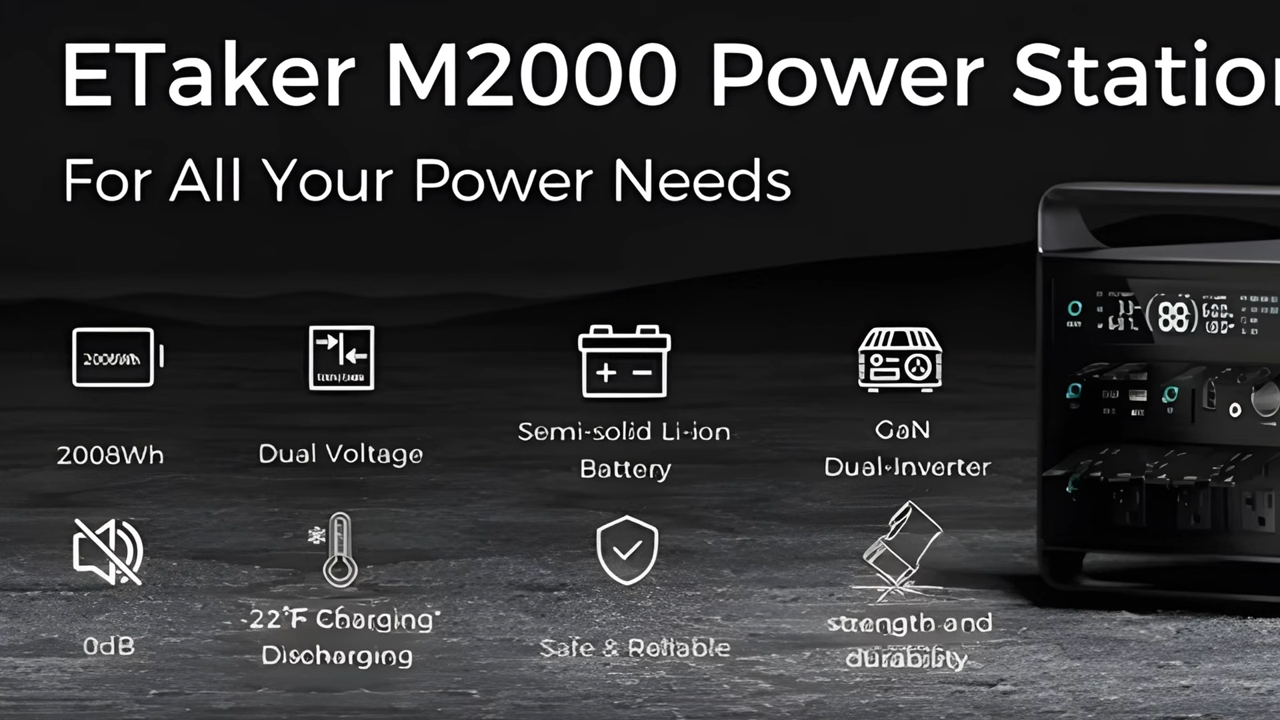 ETaker M2000 Power Station
For All Your Power Needs
2008Wh
Dual Voltage
Semi-solid Li-ion
Battery
GaN
Dual-Inverter
0dB
-22°F Charging
Discharging
Safe & Reliable
strength and
durability